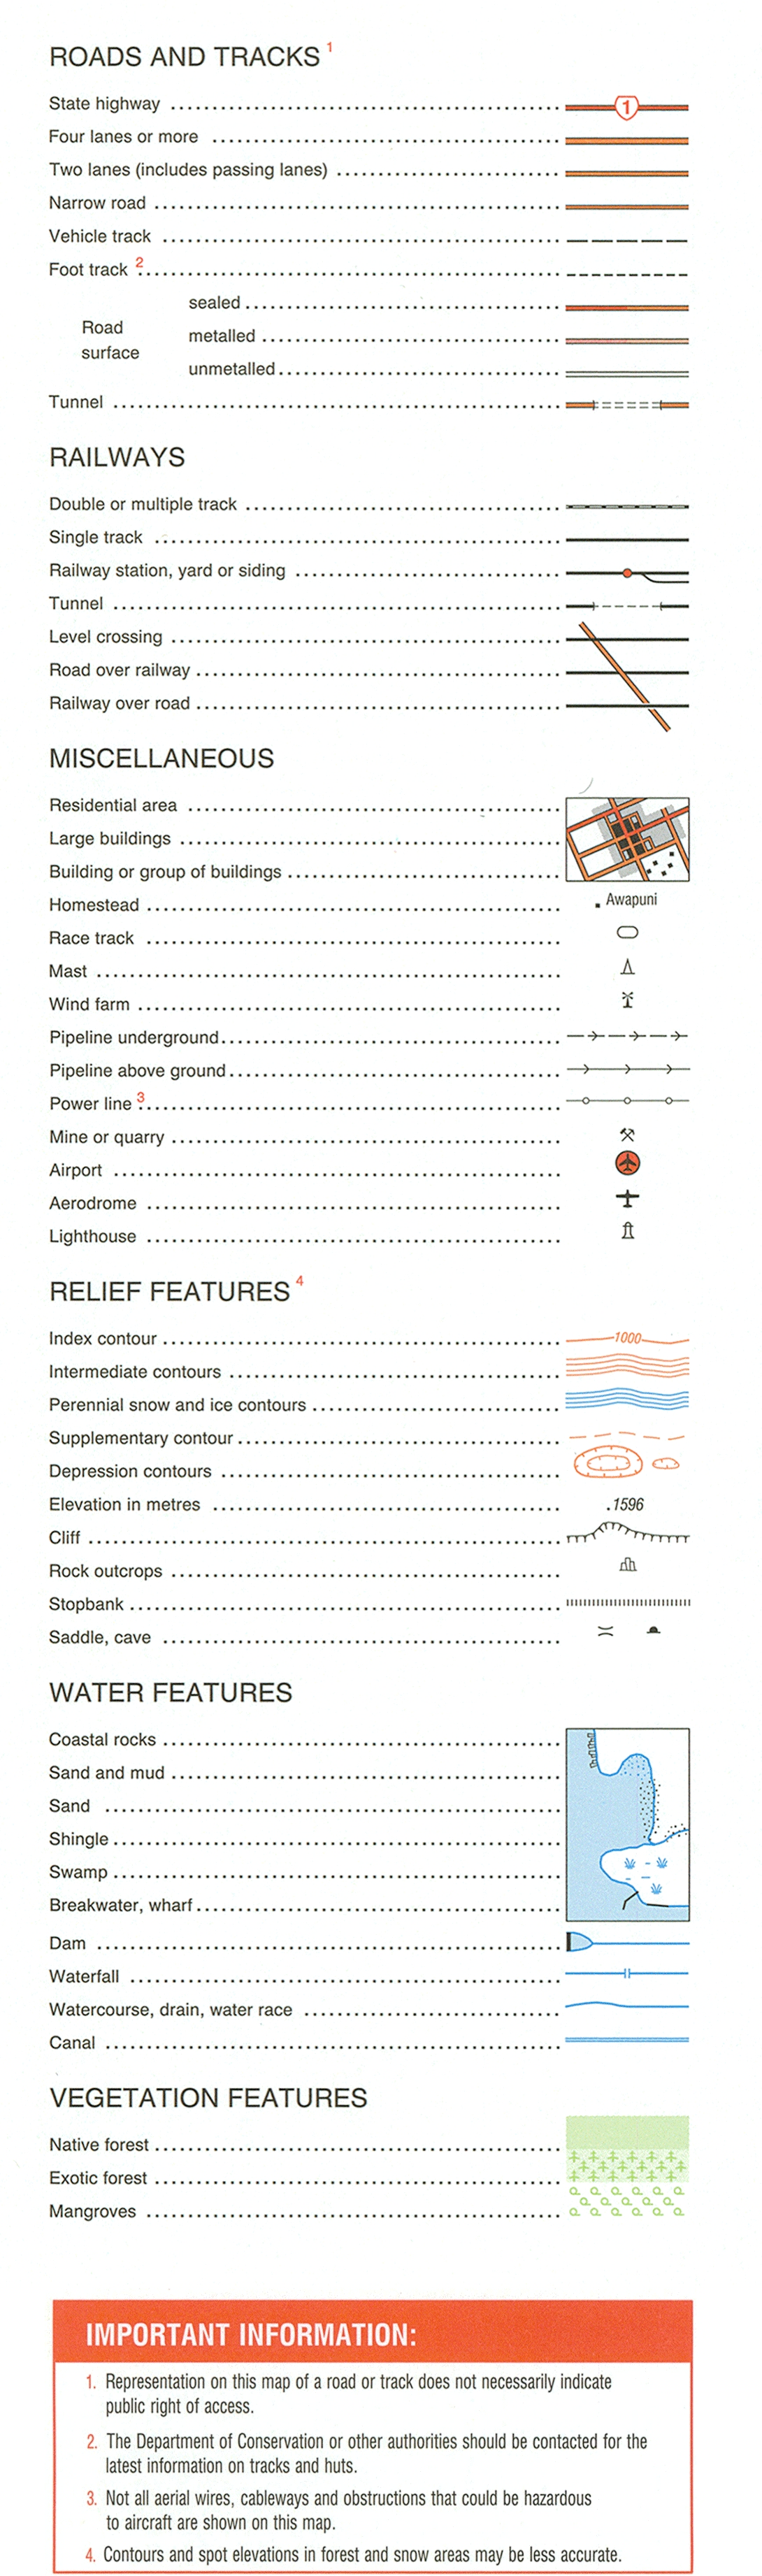 ROADS AND TRACKS 1
State highway
1
Four lanes or more
Two lanes (includes passing lanes)
Narrow road
Vehicle track
Foot track 2
sealed
Road
surface
metalled
unmetalled
Tunnel
RAILWAYS
Double or multiple track
Single track
Railway station, yard or siding
Tunnel
Level crossing
Road over railway
Railway over road
MISCELLANEOUS
Residential area
Large buildings
Building or group of buildings
Homestead
Awapuni
Race track
Mast
Wind farm
Pipeline underground
Pipeline above ground
Power line 3
Mine or quarry
Airport
Aerodrome
Lighthouse
RELIEF FEATURES 4
Index contour
1000
Intermediate contours
Perennial snow and ice contours
Supplementary contour
Depression contours
Elevation in metres
.1596
Cliff
Rock outcrops
Stopbank
Saddle, cave
WATER FEATURES
Coastal rocks
Sand and mud
Sand
Shingle
Swamp
Breakwater, wharf
Dam
Waterfall
Watercourse, drain, water race
Canal
VEGETATION FEATURES
Native forest
Exotic forest
Mangroves
IMPORTANT INFORMATION:
1. Representation on this map of a road or track does not necessarily indicate
public right of access.
2. The Department of Conservation or other authorities should be contacted for the
latest information on tracks and huts.
3. Not all aerial wires, cableways and obstructions that could be hazardous
to aircraft are shown on this map.
4. Contours and spot elevations in forest and snow areas may be less accurate.